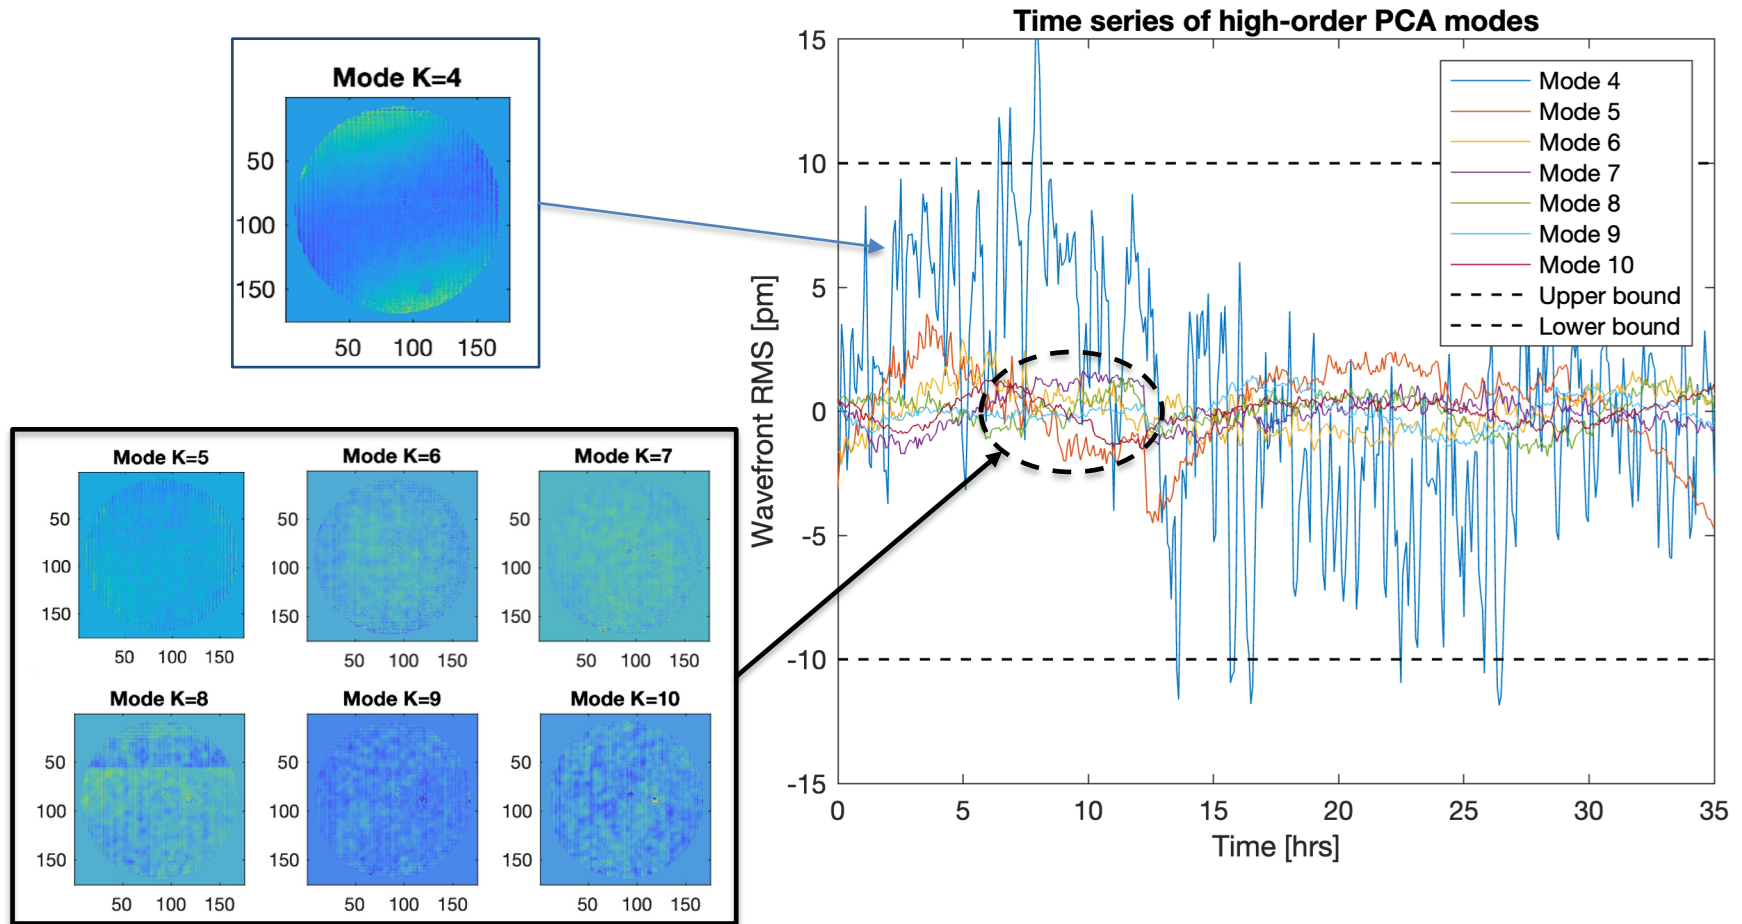 Time series of high-order PCA modes
Mode K=4
50
100
150
50 100 150
15
10
5
0
-5
-10
-15
Wavefront RMS [pm]
0 5 10 15 20 25 30 35
Time [hrs]
Mode 4
Mode 5
Mode 6
Mode 7
Mode 8
Mode 9
Mode 10
Upper bound
Lower bound
Mode K=5 Mode K=6 Mode K=7
50 50 50
100 100 100
150 150 150
50 100 150 50 100 150 50 100 150
Mode K=8 Mode K=9 Mode K=10
50 50 50
100 100 100
150 150 150
50 100 150 50 100 150 50 100 150